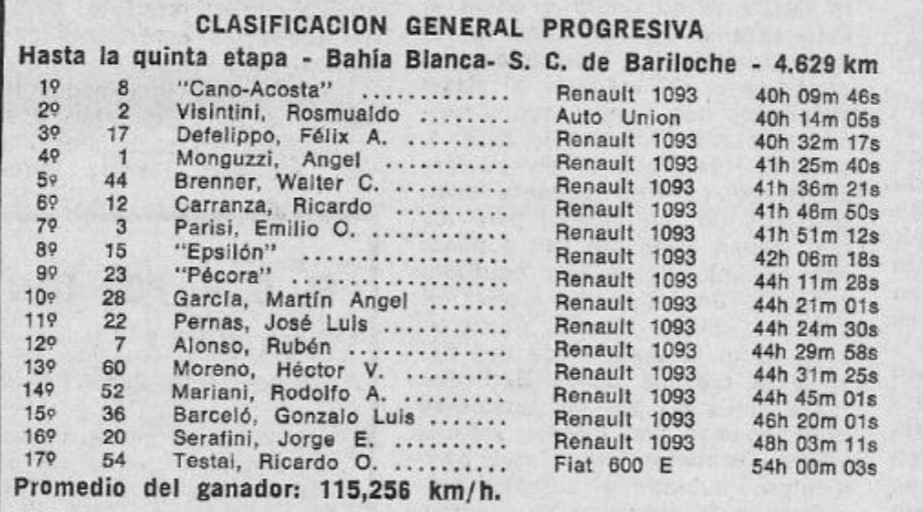 CLASIFICACION GENERAL PROGRESIVA
Hasta la quinta etapa - Bahía Blanca- S. C. de Bariloche - 4.629 km
1º 8 "Cano-Acosta" ............. Renault 1093 40h 09m 46s
2º 2 Visintini, Rosmualdo ....... Auto Union 40h 14m 05s
3º 17 Defelippo, Félix A. ......... Renault 1093 40h 32m 17s
4º 1 Monguzzi, Angel .......... Renault 1093 41h 25m 40s
5º 44 Brenner, Walter C. ......... Renault 1093 41h 36m 21s
6º 12 Carranza, Ricardo ......... Renault 1093 41h 46m 50s
7º 3 Parisi, Emilio O. ........... Renault 1093 41h 51m 12s
8º 15 "Epsilón" ................. Renault 1093 42h 06m 18s
9º 23 "Pécora" .................. Renault 1093 44h 11m 28s
10º 28 García, Martín Angel ....... Renault 1093 44h 21m 01s
11º 22 Pernas, José Luis .......... Renault 1093 44h 24m 30s
12º 7 Alonso, Rubén ............. Renault 1093 44h 29m 58s
13º 60 Moreno, Héctor V. ......... Renault 1093 44h 31m 25s
14º 52 Mariani, Rodolfo A. ......... Renault 1093 44h 45m 01s
15º 36 Barceló, Gonzalo Luis ...... Renault 1093 46h 20m 01s
16º 20 Serafini, Jorge E. .......... Renault 1093 48h 03m 11s
17º 54 Testai, Ricardo O. .......... Fiat 600 E 54h 00m 03s
Promedio del ganador: 115,256 km/h.